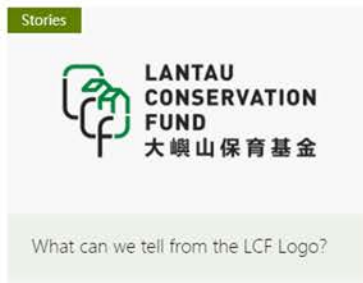 Stories
LANTAU
CONSERVATION
FUND
大嶼山保育基金
What can we tell from the LCF Logo?